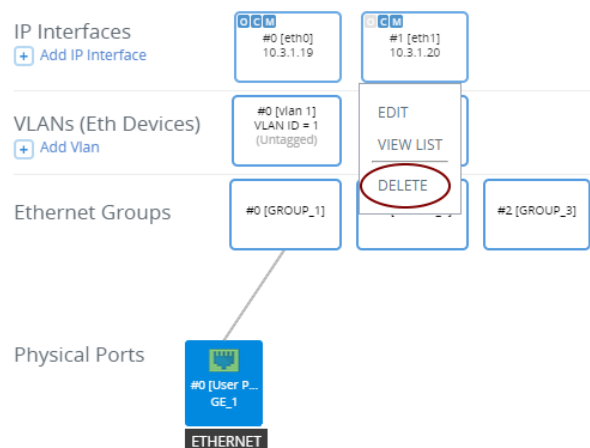 IP Interfaces
+ Add IP Interface
O C M
#0 [eth0]
10.3.1.19
O C M
#1 [eth1]
10.3.1.20
VLANs (Eth Devices)
+ Add Vlan
#0 [vlan 1]
VLAN ID = 1
(Untagged)
EDIT
VIEW LIST
DELETE
Ethernet Groups
#0 [GROUP_1]
#2 [GROUP_3]
Physical Ports
#0 [User P...
GE_1
ETHERNET